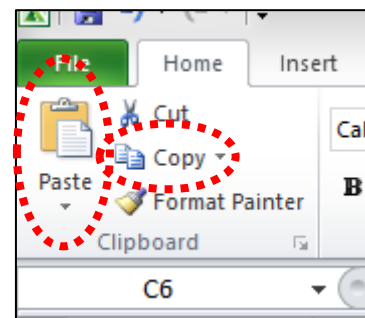 File Home Insert
Cut
Copy
Paste
Format Painter
B
Clipboard
C6